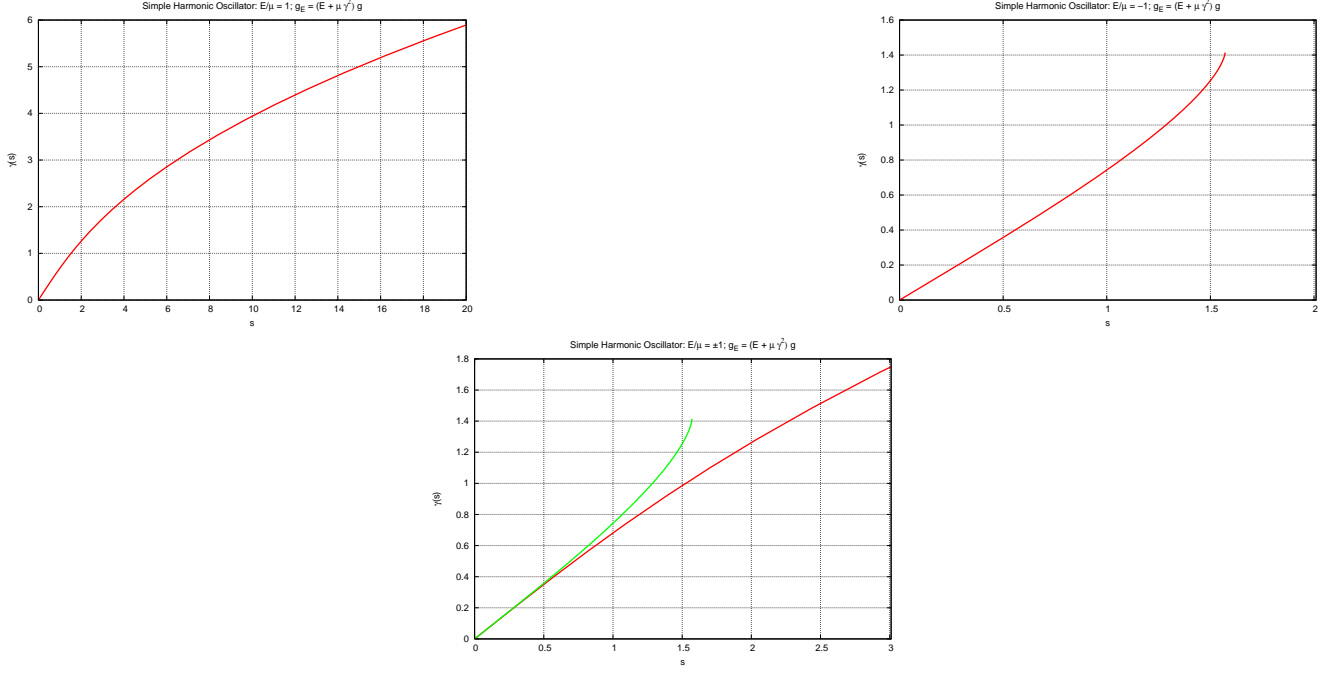 Simple Harmonic Oscillator: E/μ = 1; gE = (E + μ γ²) g
6
5
4
3
2
1
0
γ(s)
0 2 4 6 8 10 12 14 16 18 20
s
Simple Harmonic Oscillator: E/μ = −1; gE = (E + μ γ²) g
1.6
1.4
1.2
1
0.8
0.6
0.4
0.2
0
γ(s)
0 0.5 1 1.5 2
s
Simple Harmonic Oscillator: E/μ = ±1; gE = (E + μ γ²) g
1.8
1.6
1.4
1.2
1
0.8
0.6
0.4
0.2
0
γ(s)
0 0.5 1 1.5 2 2.5 3
s